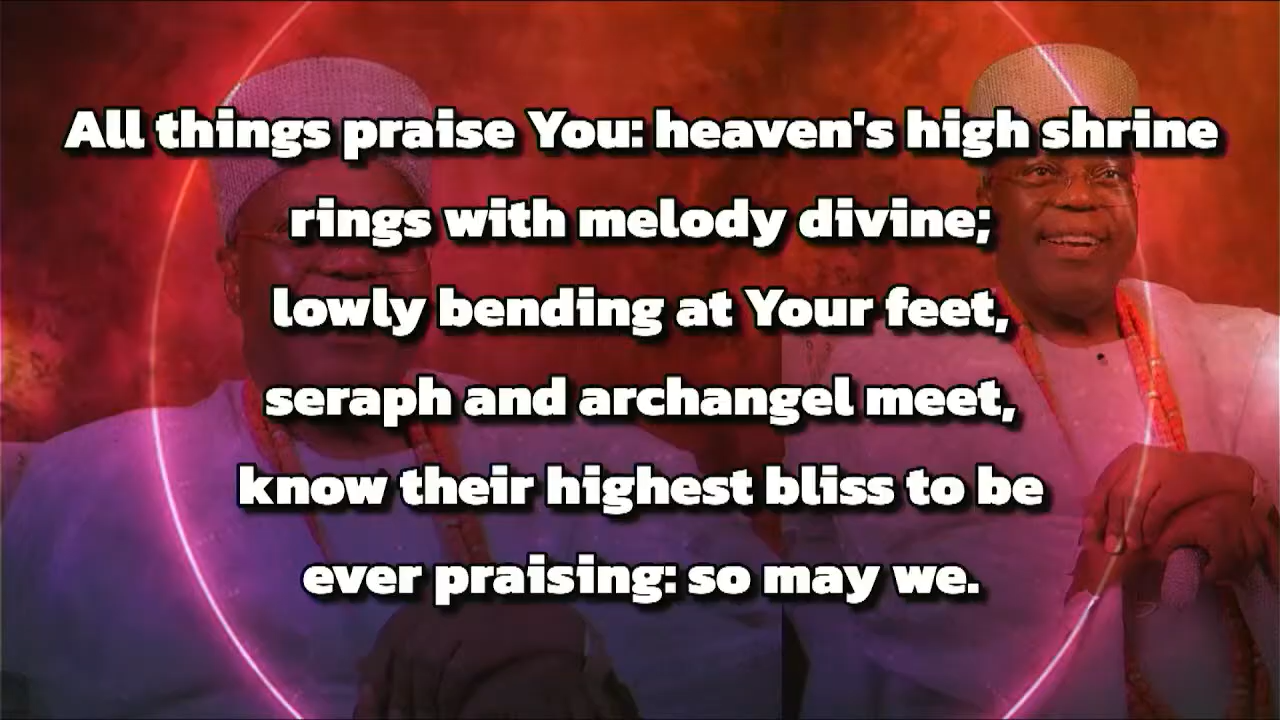 All things praise You: heaven's high shrine
rings with melody divine;
lowly bending at Your feet,
seraph and archangel meet,
know their highest bliss to be
ever praising: so may we.